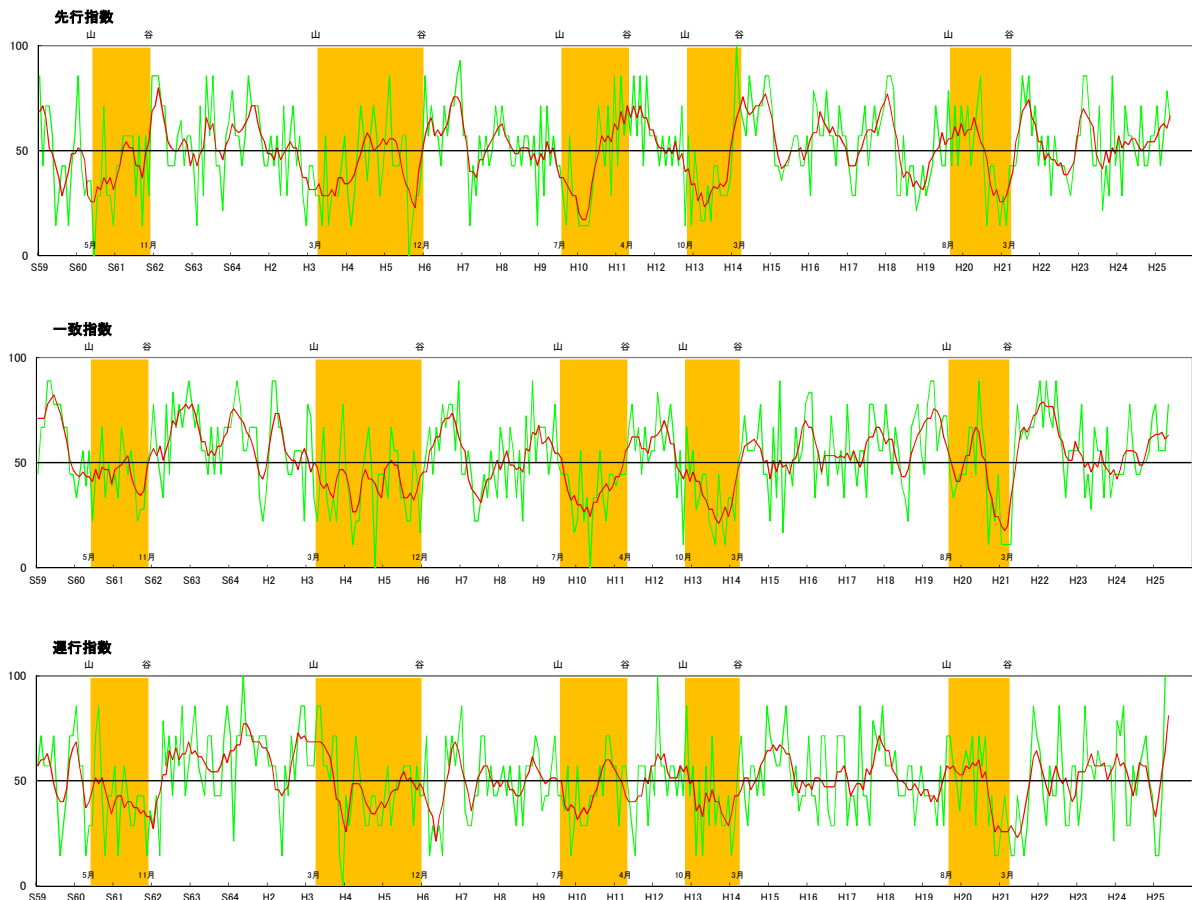 先行指数
山 谷 山 谷 山 谷 山 谷 山 谷
100
50
5月 11月 3月 12月 7月 4月 10月 3月 8月 3月
0
S59 S60 S61 S62 S63 S64 H2 H3 H4 H5 H6 H7 H8 H9 H10 H11 H12 H13 H14 H15 H16 H17 H18 H19 H20 H21 H22 H23 H24 H25
一致指数
山 谷 山 谷 山 谷 山 谷 山 谷
100
50
5月 11月 3月 12月 7月 4月 10月 3月 8月 3月
0
S59 S60 S61 S62 S63 S64 H2 H3 H4 H5 H6 H7 H8 H9 H10 H11 H12 H13 H14 H15 H16 H17 H18 H19 H20 H21 H22 H23 H24 H25
遅行指数
山 谷 山 谷 山 谷 山 谷 山 谷
100
50
5月 11月 3月 12月 7月 4月 10月 3月 8月 3月
0
S59 S60 S61 S62 S63 S64 H2 H3 H4 H5 H6 H7 H8 H9 H10 H11 H12 H13 H14 H15 H16 H17 H18 H19 H20 H21 H22 H23 H24 H25